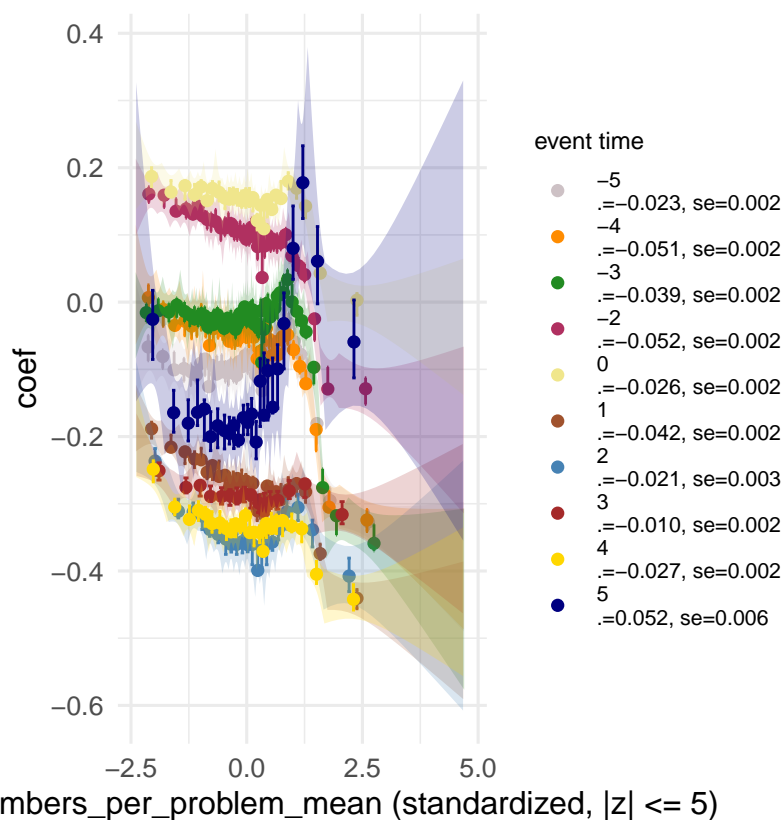 0.4
0.2
0.0
−0.2
−0.4
−0.6
coef
−2.5 0.0 2.5 5.0
mbers_per_problem_mean (standardized, |z| <= 5)
event time
−5
.=−0.023, se=0.002
−4
.=−0.051, se=0.002
−3
.=−0.039, se=0.002
−2
.=−0.052, se=0.002
0
.=−0.026, se=0.002
1
.=−0.042, se=0.002
2
.=−0.021, se=0.003
3
.=−0.010, se=0.002
4
.=−0.027, se=0.002
5
.=0.052, se=0.006